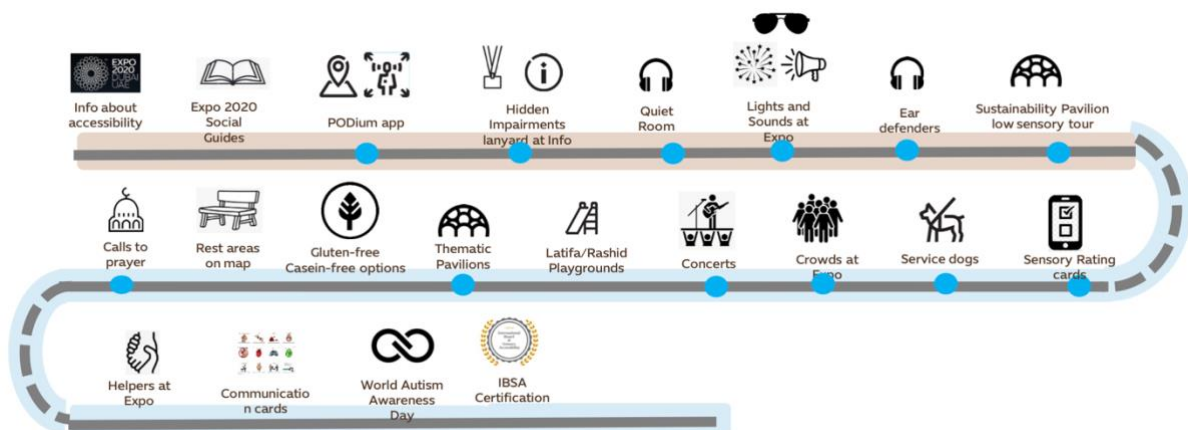 EXPO
2020
DUBAI
UAE
Info about
accessibility
Expo 2020
Social
Guides
PODium app
Hidden
Impairments
lanyard at Info
Quiet
Room
Lights and
Sounds at
Expo
Ear
defenders
Sustainability Pavilion
low sensory tour
Calls to
prayer
Rest areas
on map
Gluten-free
Casein-free options
Thematic
Pavilions
Latifa/Rashid
Playgrounds
Concerts
Crowds at
Expo
Service dogs
Sensory Rating
cards
Helpers at
Expo
Communicatio
n cards
World Autism
Awareness
Day
IBSA
Certification